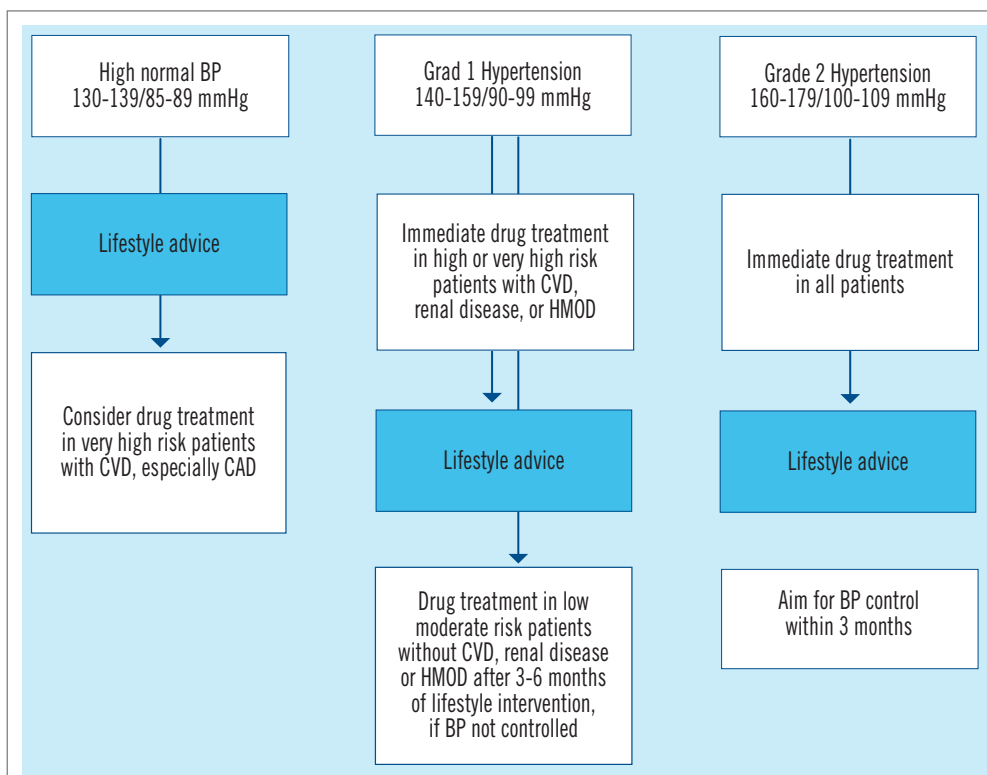 High normal BP
130-139/85-89 mmHg
Lifestyle advice
Consider drug treatment
in very high risk patients
with CVD, especially CAD
Grad 1 Hypertension
140-159/90-99 mmHg
Immediate drug treatment
in high or very high risk
patients with CVD,
renal disease, or HMOD
Lifestyle advice
Drug treatment in low
moderate risk patients
without CVD, renal disease
or HMOD after 3-6 months
of lifestyle intervention,
if BP not controlled
Grade 2 Hypertension
160-179/100-109 mmHg
Immediate drug treatment
in all patients
Lifestyle advice
Aim for BP control
within 3 months